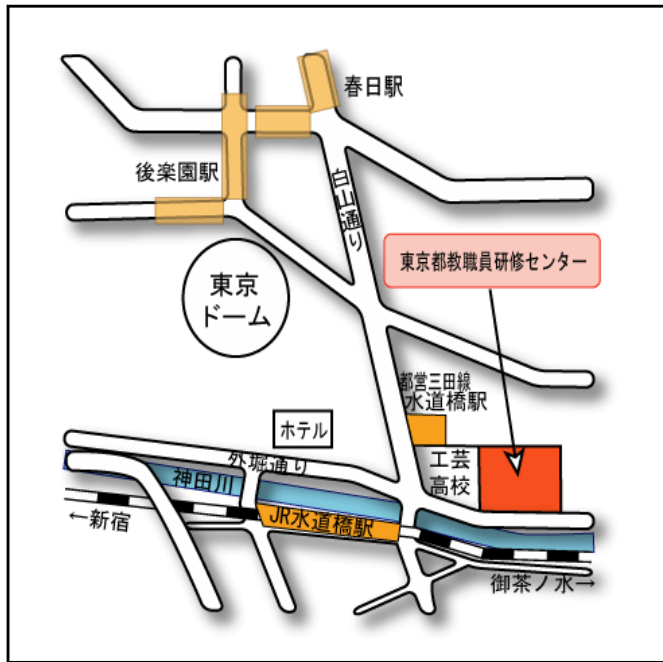 春日駅
後楽園駅
白山通り
東京都教職員研修センター
東京
ドーム
都営三田線
水道橋駅
ホテル
工芸
高校
外堀通り
神田川
JR水道橋駅
←新宿
御茶ノ水→